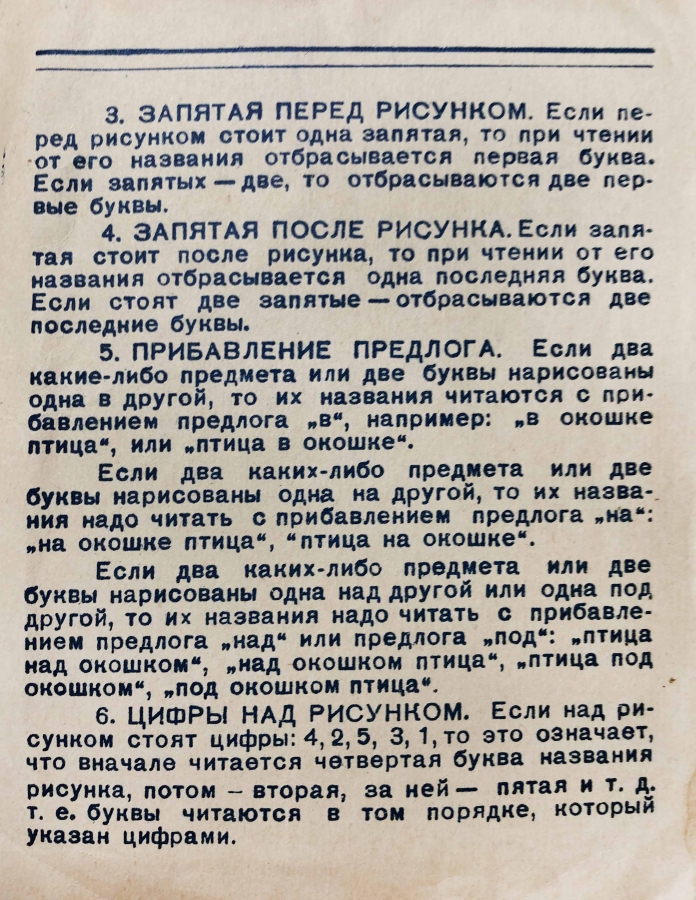 3. ЗАПЯТАЯ ПЕРЕД РИСУНКОМ. Если пе-
ред рисунком стоит одна запятая, то при чтении
от его названия отбрасывается первая буква.
Если запятых — две, то отбрасываются две пер-
вые буквы.
4. ЗАПЯТАЯ ПОСЛЕ РИСУНКА. Если запя-
тая стоит после рисунка, то при чтении от его
названия отбрасывается одна последняя буква.
Если стоят две запятые — отбрасываются две
последние буквы.
5. ПРИБАВЛЕНИЕ ПРЕДЛОГА. Если два
какие-либо предмета или две буквы нарисованы
одна в другой, то их названия читаются с при-
бавлением предлога „в“, например: „в окошке
птица“, или „птица в окошке“.
Если два каких-либо предмета или две
буквы нарисованы одна на другой, то их назва-
ния надо читать с прибавлением предлога „на“:
„на окошке птица“, “птица на окошке“.
Если два каких-либо предмета или две
буквы нарисованы одна над другой или одна под
другой, то их названия надо читать с прибавле-
нием предлога „над“ или предлога „под“: „птица
над окошком“, „над окошком птица“, „птица под
окошком“, „под окошком птица“.
6. ЦИФРЫ НАД РИСУНКОМ. Если над ри-
сунком стоят цифры: 4, 2, 5, 3, 1, то это означает,
что вначале читается четвертая буква названия
рисунка, потом – вторая, за ней — пятая и т. д.
т. е. буквы читаются в том порядке, который
указан цифрами.